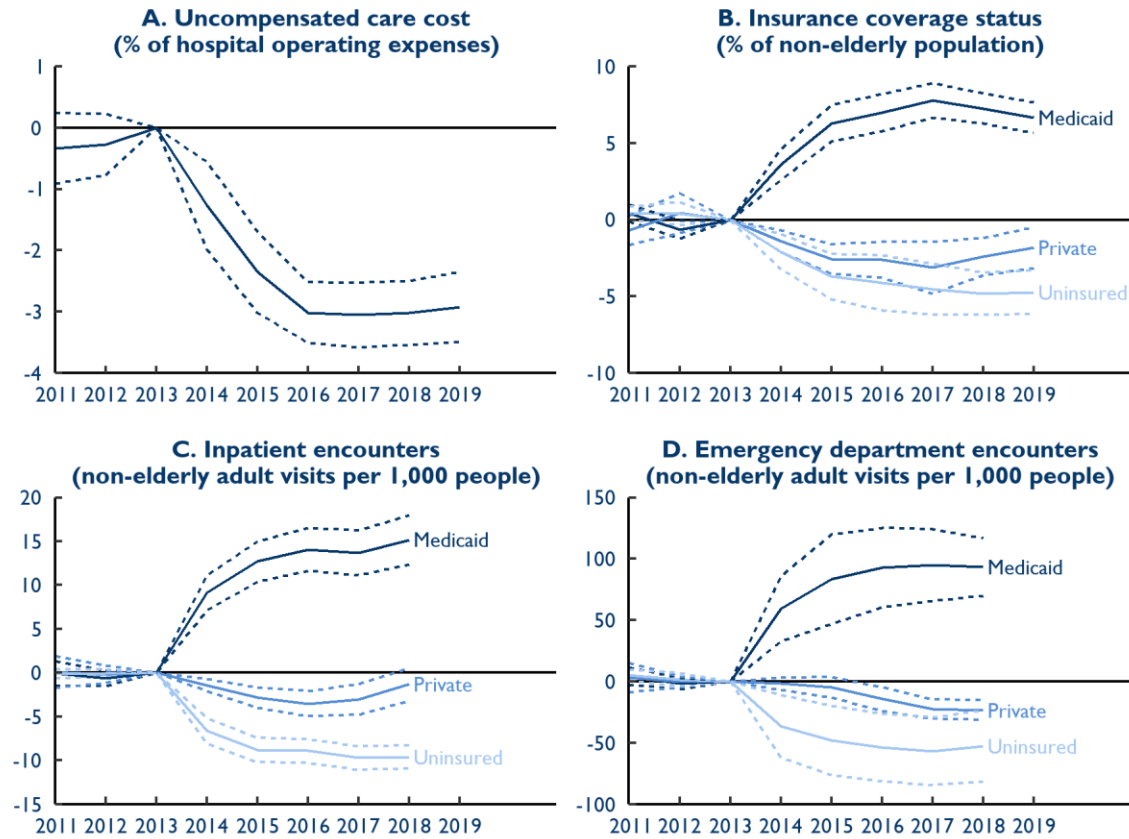 A. Uncompensated care cost
(% of hospital operating expenses)
1
0
-1
-2
-3
-4
2011 2012 2013 2014 2015 2016 2017 2018 2019
B. Insurance coverage status
(% of non-elderly population)
10
5
0
-5
-10
Medicaid
Private
Uninsured
2011 2012 2013 2014 2015 2016 2017 2018 2019
C. Inpatient encounters
(non-elderly adult visits per 1,000 people)
20
15
10
5
0
-5
-10
-15
Medicaid
Private
Uninsured
2011 2012 2013 2014 2015 2016 2017 2018 2019
D. Emergency department encounters
(non-elderly adult visits per 1,000 people)
150
100
50
0
-50
-100
Medicaid
Private
Uninsured
2011 2012 2013 2014 2015 2016 2017 2018 2019